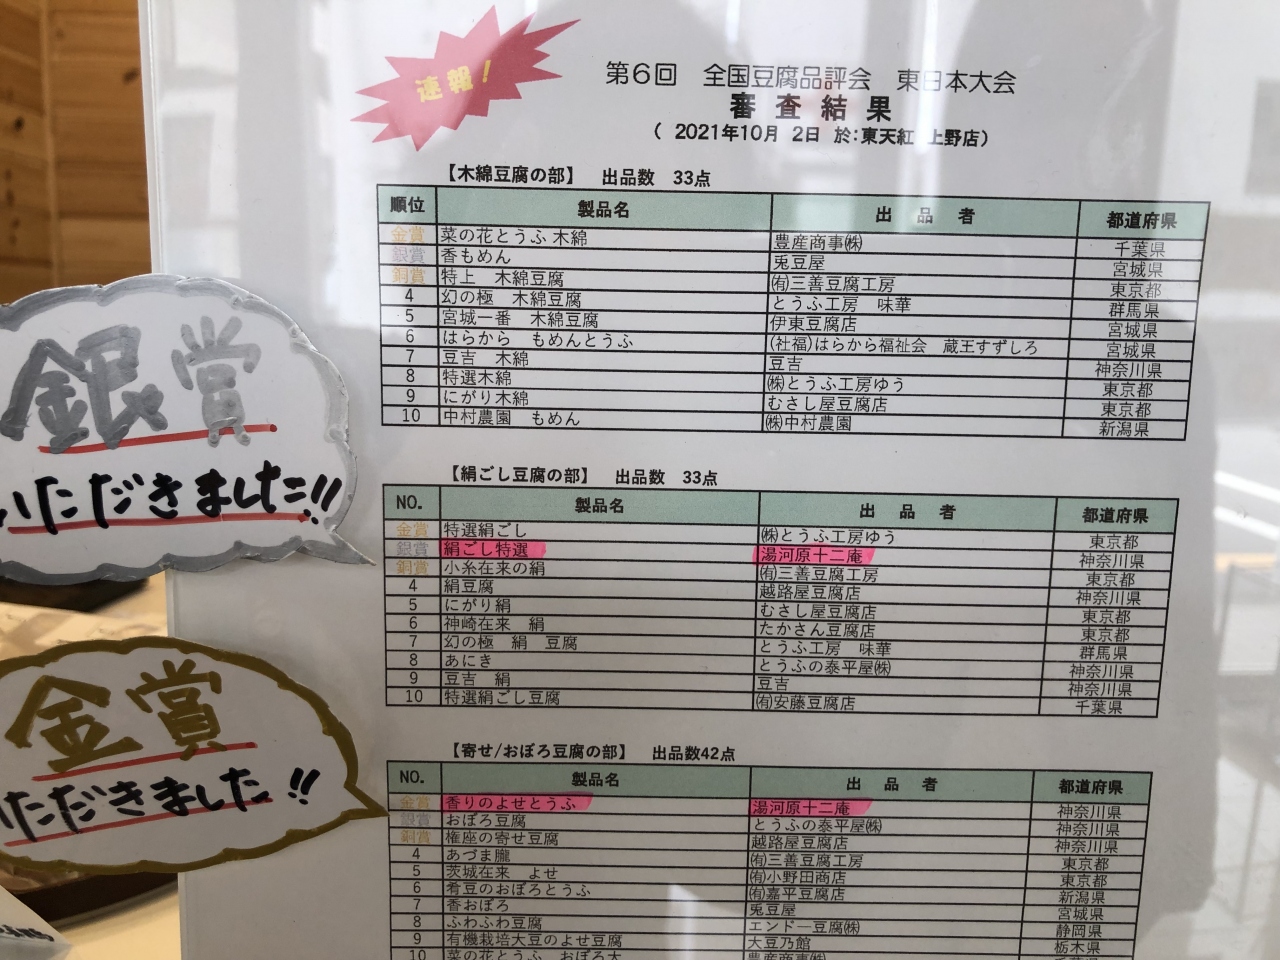 速報！
第6回　全国豆腐品評会　東日本大会
審査結果
（ 2021年10月 2日 於：東天紅 上野店）
【木綿豆腐の部】 出品数 33点
順位 製品名 出品者 都道府県
金賞 菜の花とうふ 木綿 豊産商事㈱ 千葉県
銀賞 香もめん 兎豆屋 宮城県
銅賞 特上 木綿豆腐 ㈲三善豆腐工房 東京都
4 幻の極 木綿豆腐 とうふ工房 味華 群馬県
5 宮城一番 木綿豆腐 伊東豆腐店 宮城県
6 はらから もめんとうふ (社福)はらから福祉会 蔵王すずしろ 宮城県
7 豆吉 木綿 豆吉 神奈川県
8 特選木綿 ㈱とうふ工房ゆう 東京都
9 にがり木綿 むさし屋豆腐店 東京都
10 中村農園 もめん ㈱中村農園 新潟県
【絹ごし豆腐の部】 出品数 33点
NO. 製品名 出品者 都道府県
金賞 特選絹ごし ㈱とうふ工房ゆう 東京都
銀賞 絹ごし特選 湯河原十二庵 神奈川県
銅賞 小糸在来の絹 ㈲三善豆腐工房 東京都
4 絹豆腐 越路屋豆腐店 神奈川県
5 にがり絹 むさし屋豆腐店 東京都
6 神崎在来 絹 たかさん豆腐店 東京都
7 幻の極 絹 豆腐 とうふ工房 味華 群馬県
8 あにき とうふの泰平屋㈱ 神奈川県
9 豆吉 絹 豆吉 神奈川県
10 特選絹ごし豆腐 ㈲安藤豆腐店 千葉県
【寄せ/おぼろ豆腐の部】 出品数42点
NO. 製品名 出品者 都道府県
金賞 香りのよせとうふ 湯河原十二庵 神奈川県
銀賞 おぼろ豆腐 とうふの泰平屋㈱ 神奈川県
銅賞 権座の寄せ豆腐 越路屋豆腐店 神奈川県
4 あづま朧 ㈲三善豆腐工房 東京都
5 茨城在来 よせ ㈲小野田商店 東京都
6 肴豆のおぼろとうふ ㈲嘉平豆腐店 新潟県
7 香おぼろ 兎豆屋 宮城県
8 ふわふわ豆腐 エンドー豆腐㈱ 静岡県
9 有機栽培大豆のよせ豆腐 大豆乃館 栃木県
10 菜の花とうふ おぼろ大 豊産商事㈱ 千葉県
銀賞
いただきました!!
金賞
ただきました!!